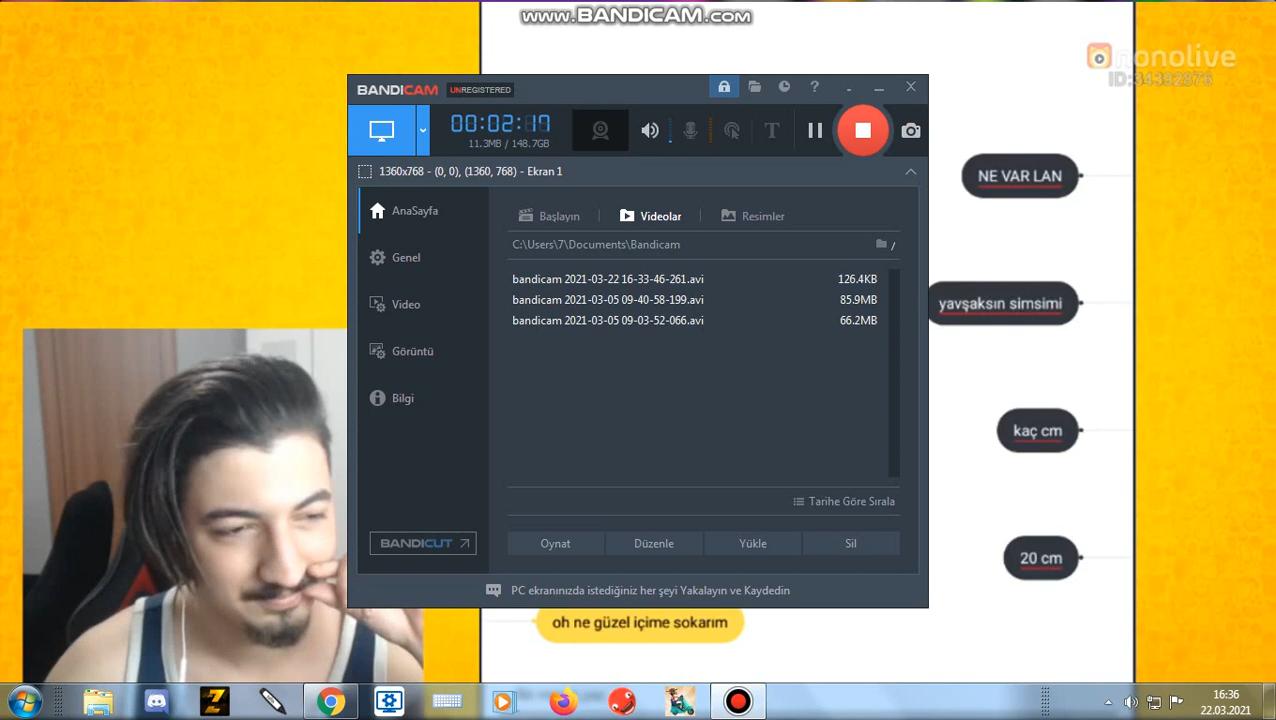 www.BANDICAM.com
nonolive
ID:34392876
BANDICAM UNREGISTERED
00:02:17
11.3MB / 148.7GB
1360x768 - (0, 0), (1360, 768) - Ekran 1
AnaSayfa
Genel
Video
Görüntü
Bilgi
BANDICUT
Başlayın
Videolar
Resimler
C:\Users\7\Documents\Bandicam
bandicam 2021-03-22 16-33-46-261.avi 126.4KB
bandicam 2021-03-05 09-40-58-199.avi 85.9MB
bandicam 2021-03-05 09-03-52-066.avi 66.2MB
Tarihe Göre Sırala
Oynat Düzenle Yükle Sil
PC ekranınızda istediğiniz her şeyi Yakalayın ve Kaydedin
NE VAR LAN
yavşaksın simsimi
kaç cm
20 cm
oh ne güzel içime sokarım
16:36
22.03.2021